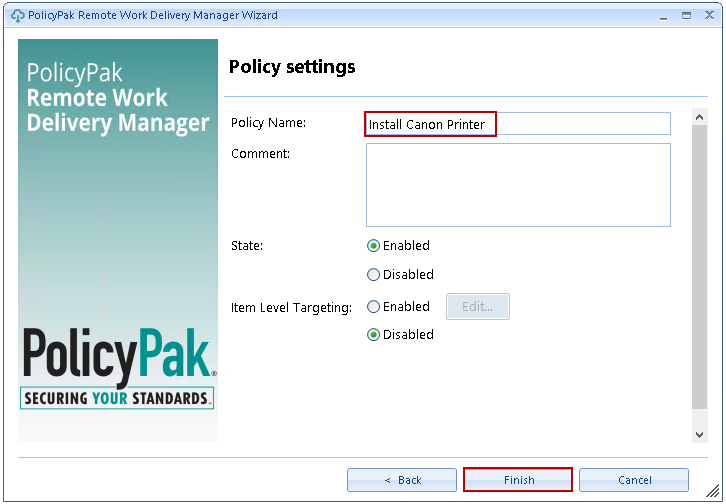 PolicyPak Remote Work Delivery Manager Wizard
PolicyPak
Remote Work
Delivery Manager
Policy settings
Policy Name:
Install Canon Printer
Comment:
State:
Enabled
Disabled
Item Level Targeting:
Enabled
Edit...
Disabled
PolicyPak®
SECURING YOUR STANDARDS™
< Back
Finish
Cancel